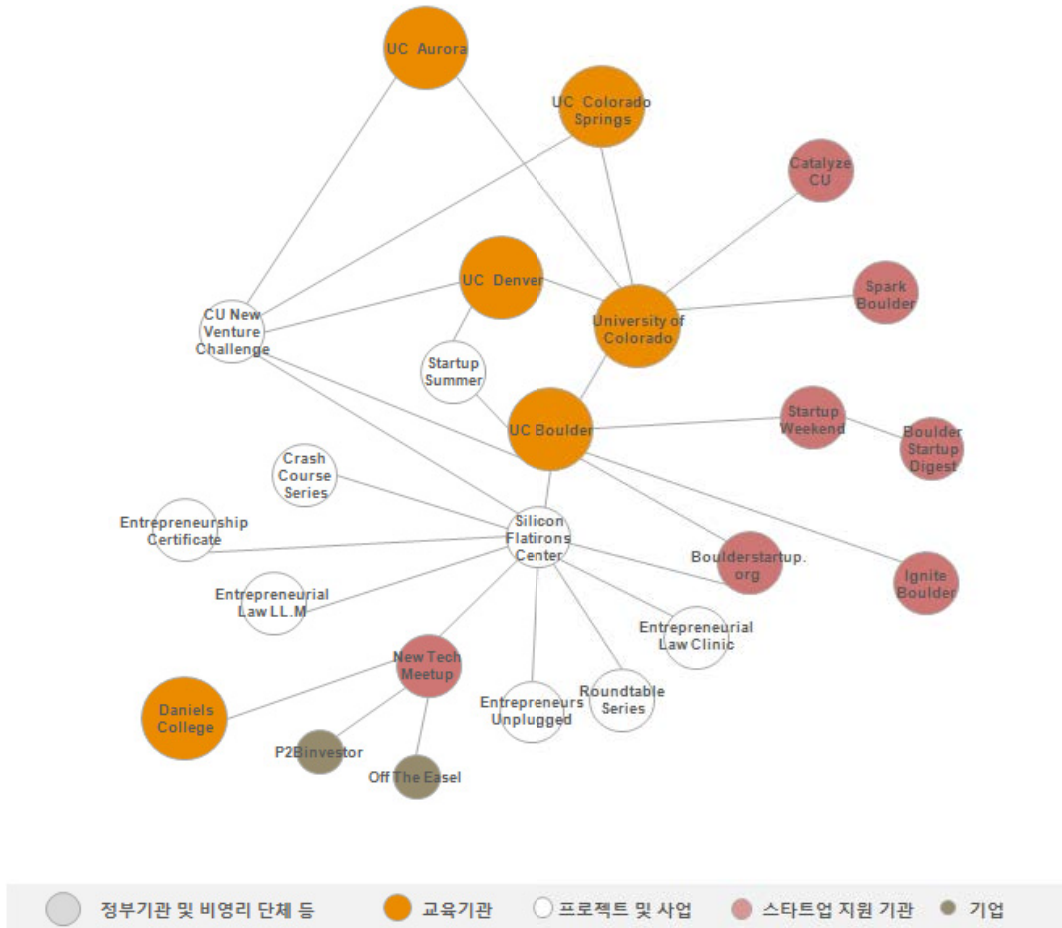 UC Aurora
UC Colorado
Springs
Catalyze
CU
UC Denver
Spark
Boulder
CU New
Venture
Challenge
University of
Colorado
Startup
Summer
UC Boulder
Startup
Weekend
Boulder
Startup
Digest
Crash
Course
Series
Entrepreneurship
Certificate
Silicon
Flatirons
Center
Boulderstartup.
org
Ignite
Boulder
Entrepreneurial
Law LL.M
Entrepreneurial
Law Clinic
New Tech
Meetup
Entrepreneurs
Unplugged
Roundtable
Series
Daniels
College
P2Binvestor
Off The Easel
정부기관 및 비영리 단체 등
교육기관
프로젝트 및 사업
스타트업 지원 기관
기업